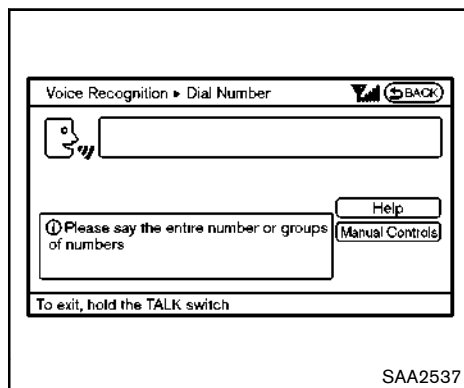 Voice Recognition ▸ Dial Number
BACK
Help
ⓘ Please say the entire number or groups
of numbers
Manual Controls
To exit, hold the TALK switch
SAA2537